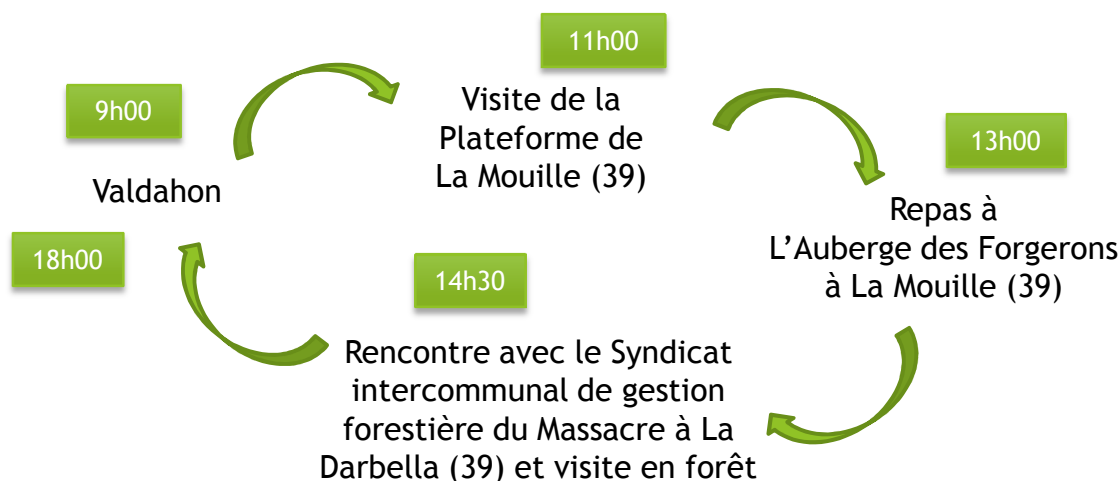 9h00
Valdahon
18h00
11h00
Visite de la
Plateforme de
La Mouille (39)
13h00
Repas à
L’Auberge des Forgerons
à La Mouille (39)
14h30
Rencontre avec le Syndicat
intercommunal de gestion
forestière du Massacre à La
Darbella (39) et visite en forêt